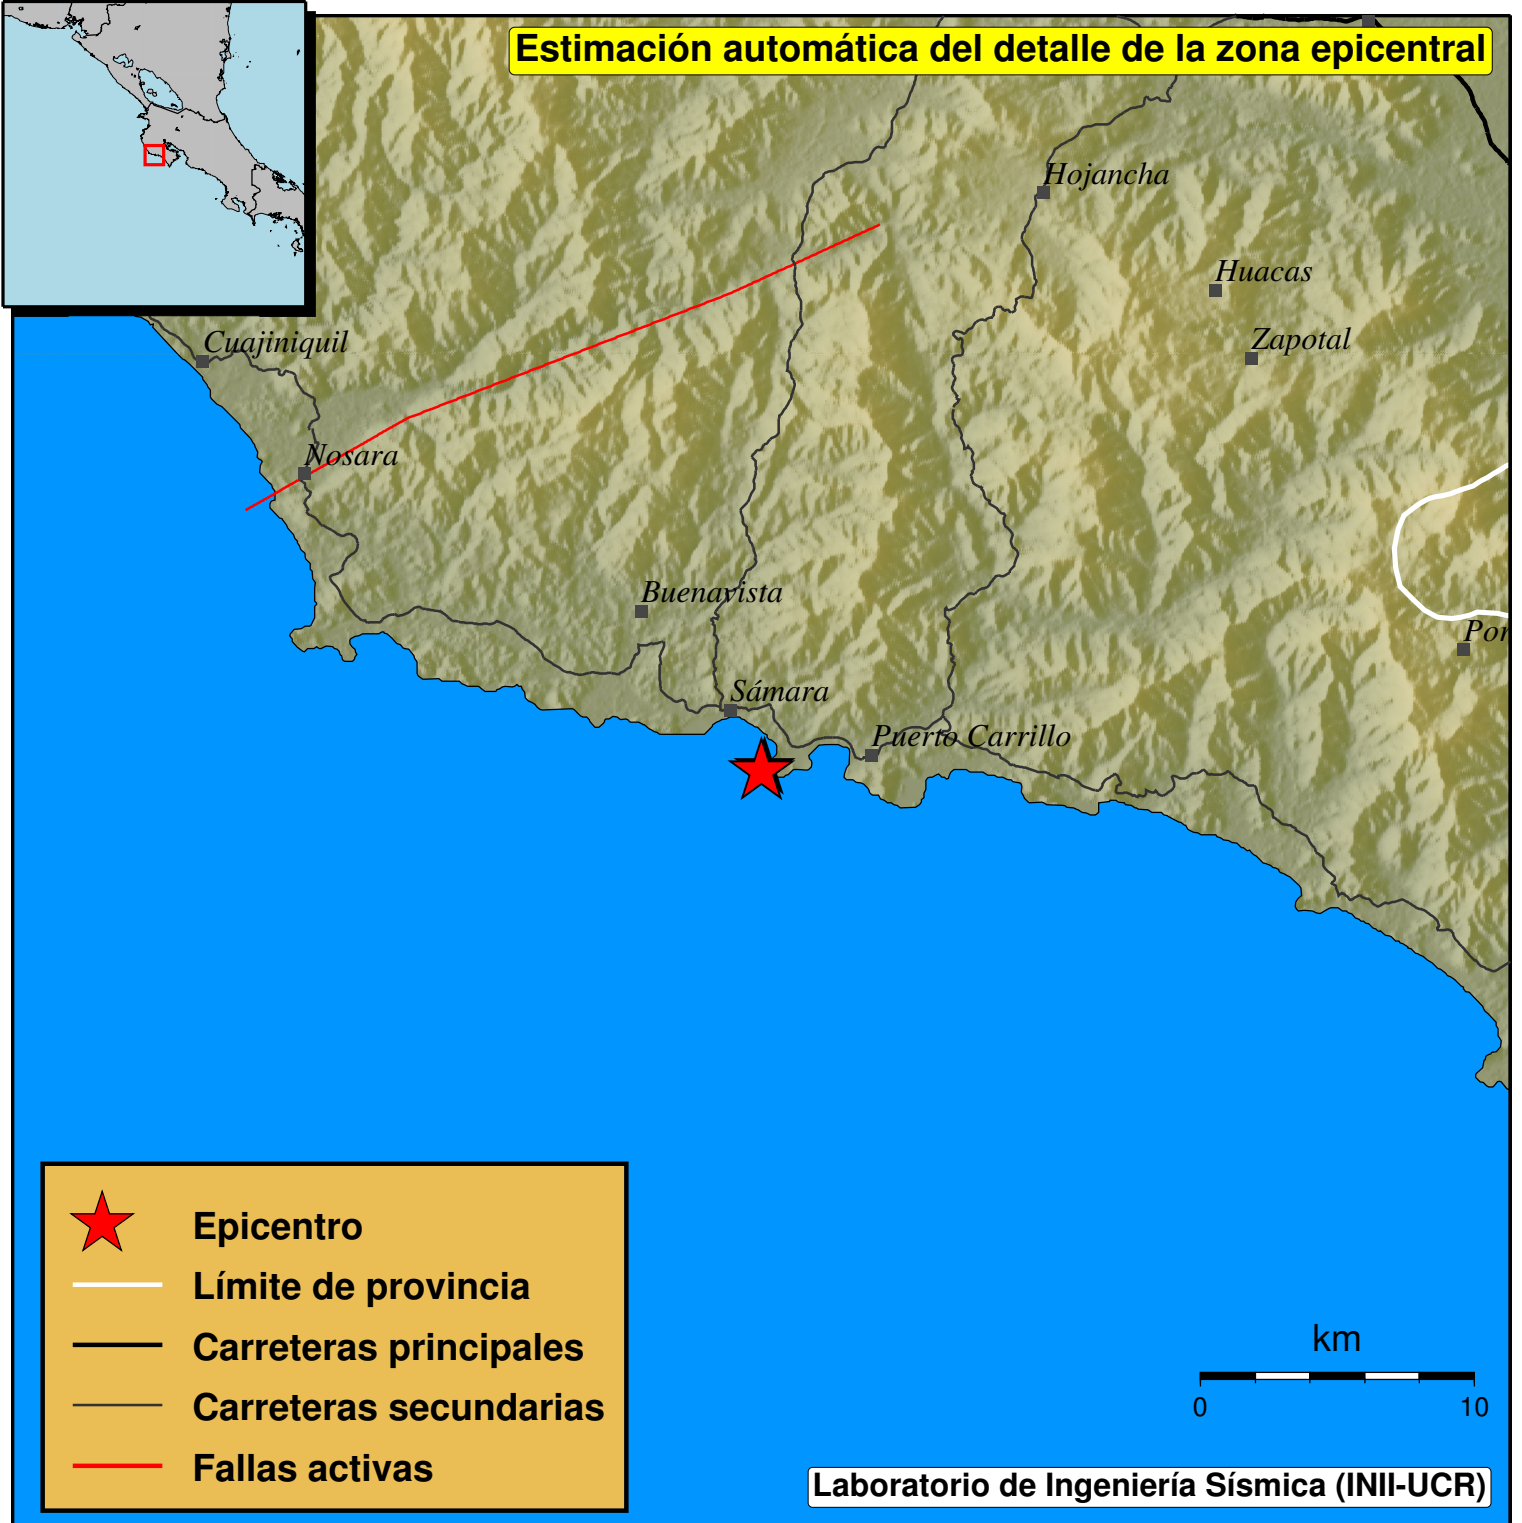 Estimación automática del detalle de la zona epicentral
Hojancha
Huacas
Zapotal
Cuajiniquil
Nosara
Buenavista
Por
Sámara
Puerto Carrillo
Epicentro
Límite de provincia
Carreteras principales
Carreteras secundarias
Fallas activas
km
0 10
Laboratorio de Ingeniería Sísmica (INII-UCR)